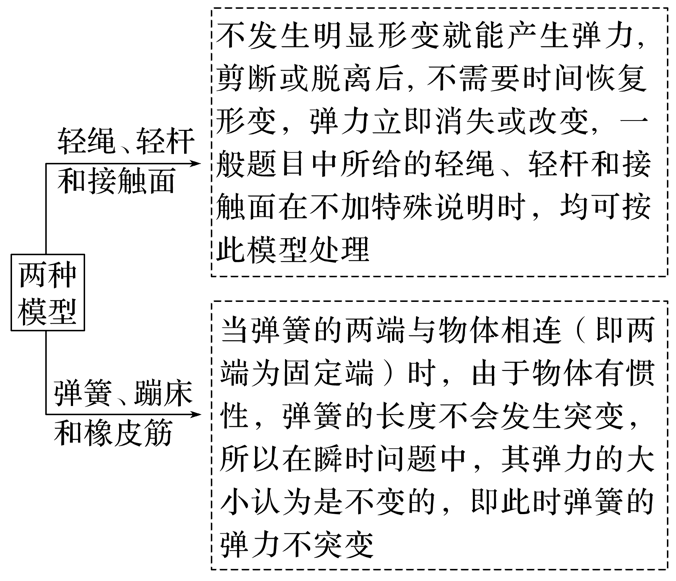 不发生明显形变就能产生弹力,
剪断或脱离后, 不需要时间恢复
形变，弹力立即消失或改变，一
般题目中所给的轻绳、轻杆和接
触面在不加特殊说明时，均可按
此模型处理
轻绳、轻杆
和接触面
两种
模型
弹簧、蹦床
和橡皮筋
当弹簧的两端与物体相连（即两
端为固定端）时，由于物体有惯
性，弹簧的长度不会发生突变，
所以在瞬时问题中，其弹力的大
小认为是不变的，即此时弹簧的
弹力不突变